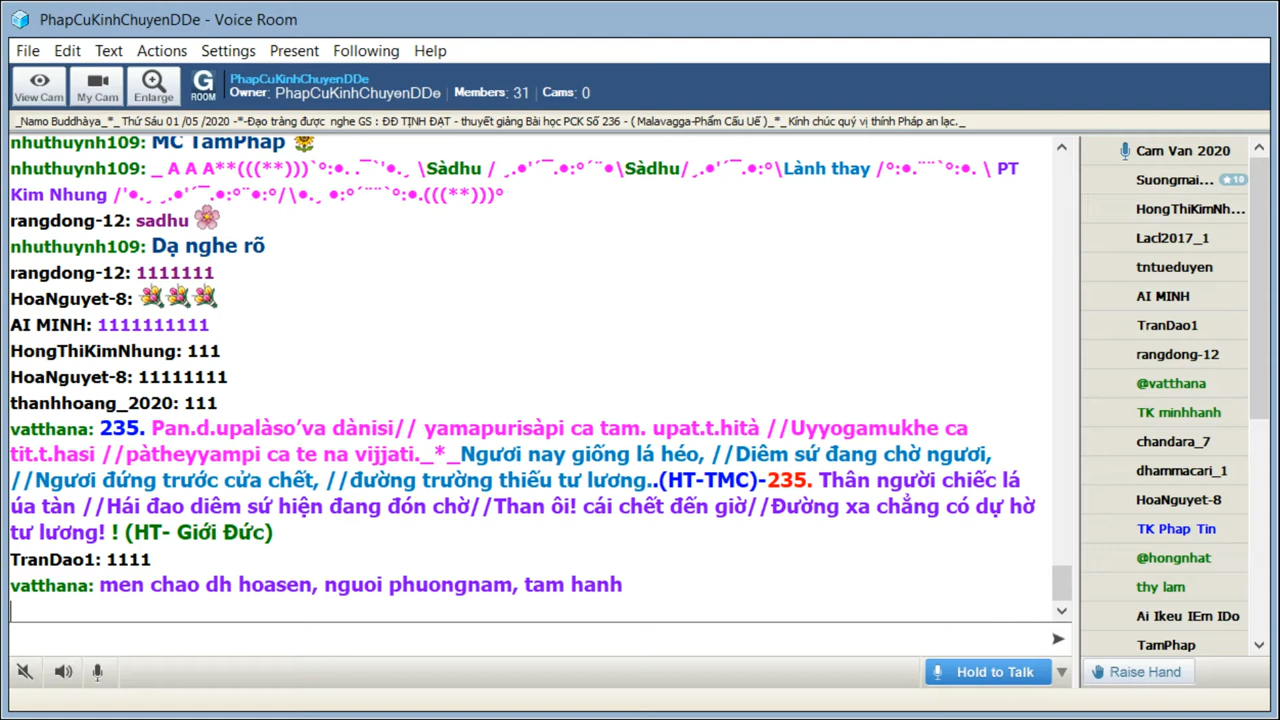 PhapCuKinhChuyenDDe - Voice Room
File Edit Text Actions Settings Present Following Help
View Cam My Cam Enlarge G ROOM
PhapCuKinhChuyenDDe
Owner: PhapCuKinhChuyenDDe Members: 31 Cams: 0
_Namo Buddhàya_*_ Thứ Sáu 01 /05 /2020 -*-Đạo tràng được nghe GS : ĐĐ TỊNH ĐẠT - thuyết giảng Bài học PCK Số 236 - ( Malavagga-Phẩm Cấu Uế )_*_ Kính chúc quý vị thính Pháp an lạc._
nhuthuynh109: MC TamPhap
nhuthuynh109: _ A A A**(((**)))`°:•. .¯`'•.¸ \Sàdhu / ¸.•'´¯.•:°´¨•\Sàdhu/¸.•'´¯.•:°\Lành thay /°:•.¨¨`°:•. \ PT
Kim Nhung /'•.¸ ¸.•'´¯.•:°¨•:°/\•.¸ •:°´¨¨`°:•.(((**)))°
rangdong-12: sadhu
nhuthuynh109: Dạ nghe rõ
rangdong-12: 1111111
HoaNguyet-8:
AI MINH: 1111111111
HongThiKimNhung: 111
HoaNguyet-8: 11111111
thanhhoang_2020: 111
vatthana: 235. Pan.d.upalàso’va dànisi// yamapurisàpi ca tam. upat.t.hità //Uyyogamukhe ca
tit.t.hasi //pàtheyyampi ca te na vijjati._*_Ngươi nay giống lá héo, //Diêm sứ đang chờ ngươi,
//Ngươi đứng trước cửa chết, //đường trường thiếu tư lương..(HT-TMC)-235. Thân người chiếc lá
úa tàn //Hái đao diêm sứ hiện đang đón chờ//Than ôi! cái chết đến giờ//Đường xa chẳng có dự hờ
tư lương! ! (HT- Giới Đức)
TranDao1: 1111
vatthana: men chao dh hoasen, nguoi phuongnam, tam hanh
Hold to Talk
Cam Van 2020
Suongmai... 10
HongThiKimNh...
Lacl2017_1
tntueduyen
AI MINH
TranDao1
rangdong-12
@vatthana
TK minhhanh
chandara_7
dhammacari_1
HoaNguyet-8
TK Phap Tin
@hongnhat
thy lam
Ai Ikeu IEm IDo
TamPhap
Raise Hand